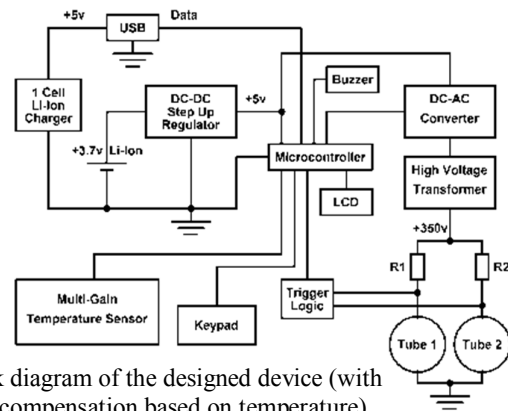 +5v
USB
Data
1 Cell
LI-Ion
Charger
DC-DC
Step Up
Regulator
+5v
Buzzer
DC-AC
Converter
+3.7v Li-Ion
Microcontroller
LCD
High Voltage
Transformer
+350v
R1
R2
Multi-Gain
Temperature Sensor
Keypad
Trigger
Logic
Tube 1
Tube 2
diagram of the designed device (with
compensation based on temperature)